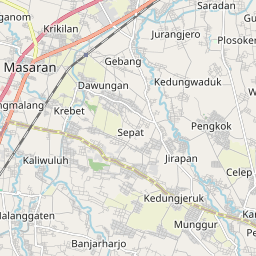 Saradan
Krikilan
Jurangjero
Plosoker
Gebang
Masaran
Dawungan
Kedungwaduk
Krebet
Pengkok
Sepat
Kaliwuluh
Jirapan
Celep
Kedungjeruk
Munggur
Banjarharjo